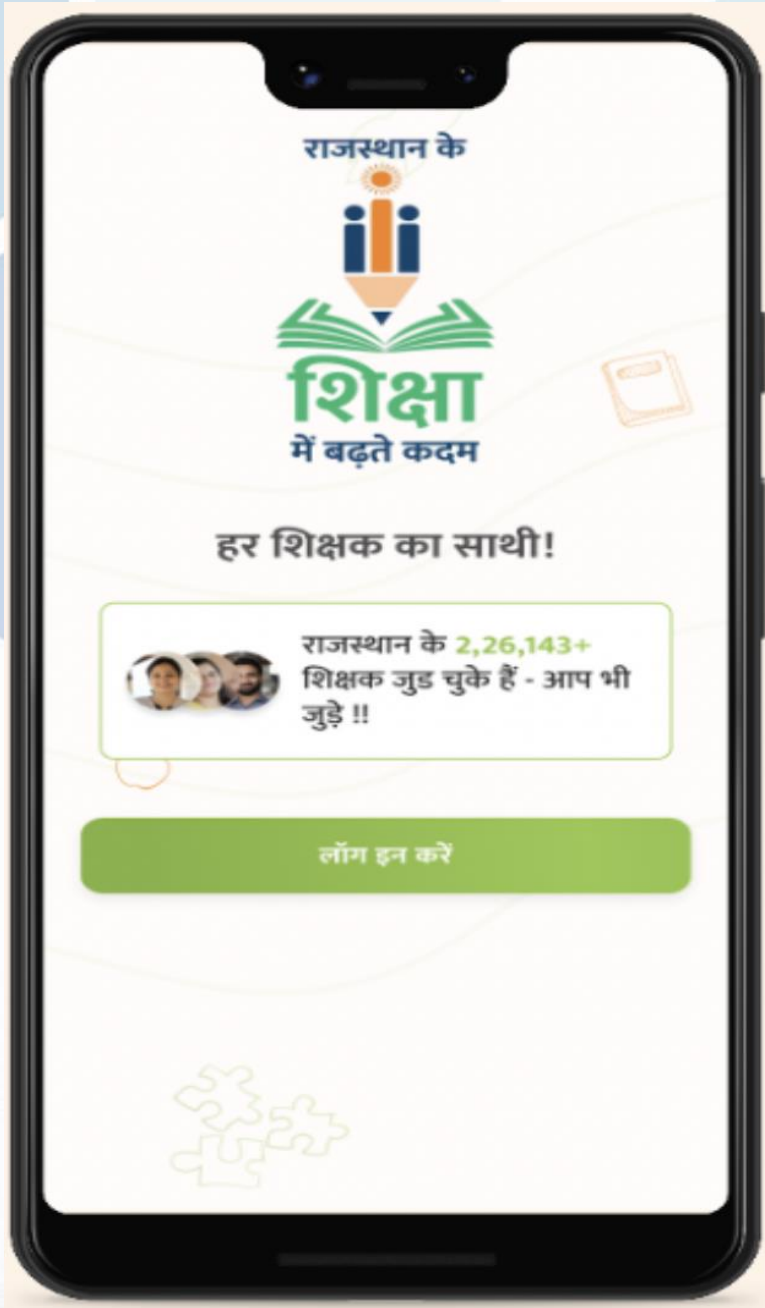 राजस्थान के
शिक्षा
में बढ़ते कदम
हर शिक्षक का साथी!
राजस्थान के 2,26,143+
शिक्षक जुड चुके हैं - आप भी
जुड़े !!
लॉग इन करें